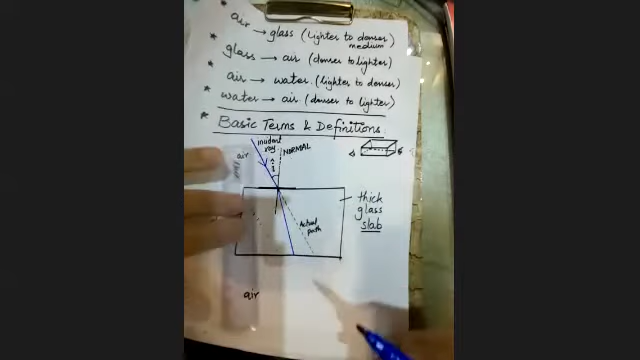 * air → glass (lighter to denser medium)
* glass → air (denser to lighter)
* air → water (lighter to denser)
* water → air (denser to lighter)
* Basic Terms & Definitions.
incident ray
NORMAL
air
î
Actual path
thick glass slab
air